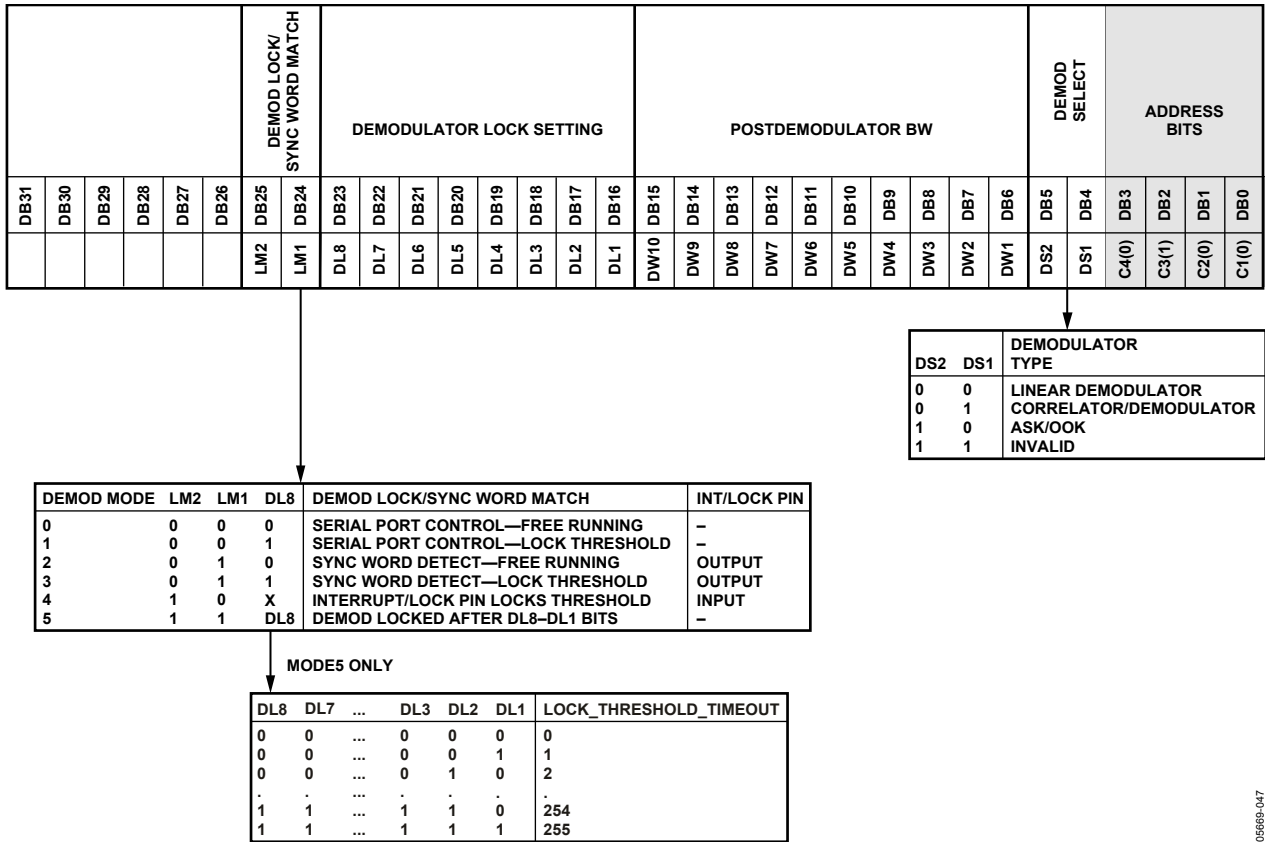 DEMOD LOCK/
SYNC WORD MATCH
DEMODULATOR LOCK SETTING
POSTDEMODULATOR BW
DEMOD
SELECT
ADDRESS
BITS
DB31 DB30 DB29 DB28 DB27 DB26 DB25 DB24 DB23 DB22 DB21 DB20 DB19 DB18 DB17 DB16 DB15 DB14 DB13 DB12 DB11 DB10 DB9 DB8 DB7 DB6 DB5 DB4 DB3 DB2 DB1 DB0
LM2 LM1 DL8 DL7 DL6 DL5 DL4 DL3 DL2 DL1 DW10 DW9 DW8 DW7 DW6 DW5 DW4 DW3 DW2 DW1 DS2 DS1 C4(0) C3(1) C2(0) C1(0)
DEMODULATOR
DS2 DS1 TYPE
0 0 LINEAR DEMODULATOR
0 1 CORRELATOR/DEMODULATOR
1 0 ASK/OOK
1 1 INVALID
DEMOD MODE LM2 LM1 DL8 DEMOD LOCK/SYNC WORD MATCH INT/LOCK PIN
0 0 0 0 SERIAL PORT CONTROL—FREE RUNNING –
1 0 0 1 SERIAL PORT CONTROL—LOCK THRESHOLD –
2 0 1 0 SYNC WORD DETECT—FREE RUNNING OUTPUT
3 0 1 1 SYNC WORD DETECT—LOCK THRESHOLD OUTPUT
4 1 0 X INTERRUPT/LOCK PIN LOCKS THRESHOLD INPUT
5 1 1 DL8 DEMOD LOCKED AFTER DL8–DL1 BITS –
MODE5 ONLY
DL8 DL7 ... DL3 DL2 DL1 LOCK_THRESHOLD_TIMEOUT
0 0 ... 0 0 0 0
0 0 ... 0 0 1 1
0 0 ... 0 1 0 2
. . ... . . . .
1 1 ... 1 1 0 254
1 1 ... 1 1 1 255
05669-047